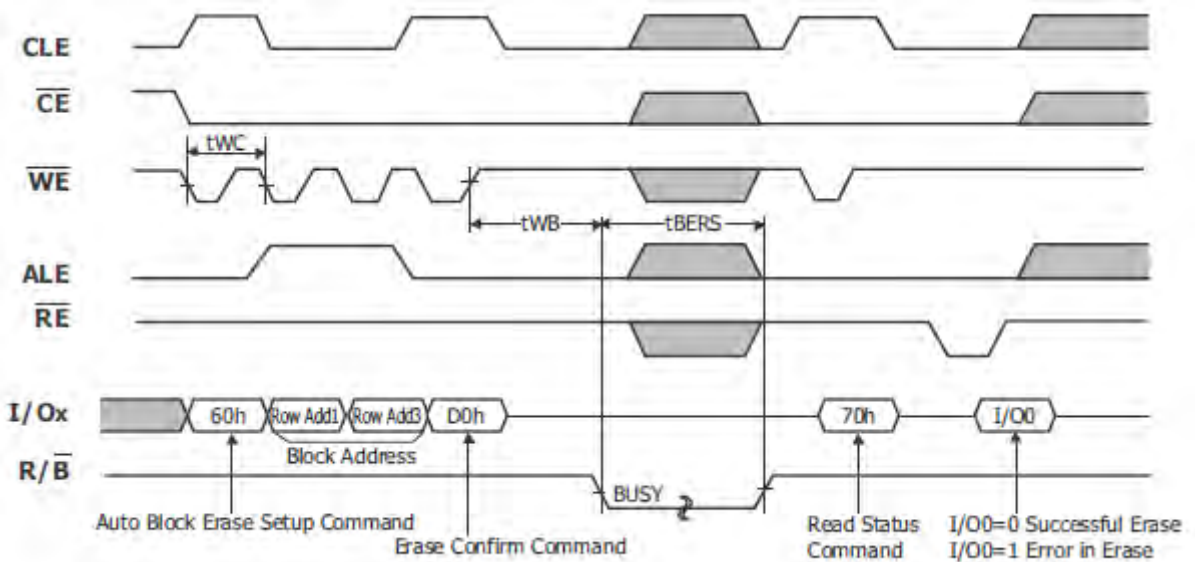 CLE
CE
tWC
WE
tWB
tBERS
ALE
RE
I/Ox
60h
Row Add1
Row Add3
D0h
70h
I/O0
Block Address
R/B
BUSY
Auto Block Erase Setup Command
Erase Confirm Command
Read Status
Command
I/O0=0 Successful Erase
I/O0=1 Error in Erase